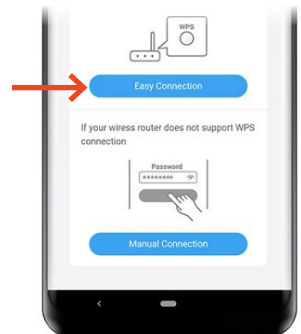 WPS
Easy Connection
If your wiress router does not support WPS
connection
Password
********
Manual Connection